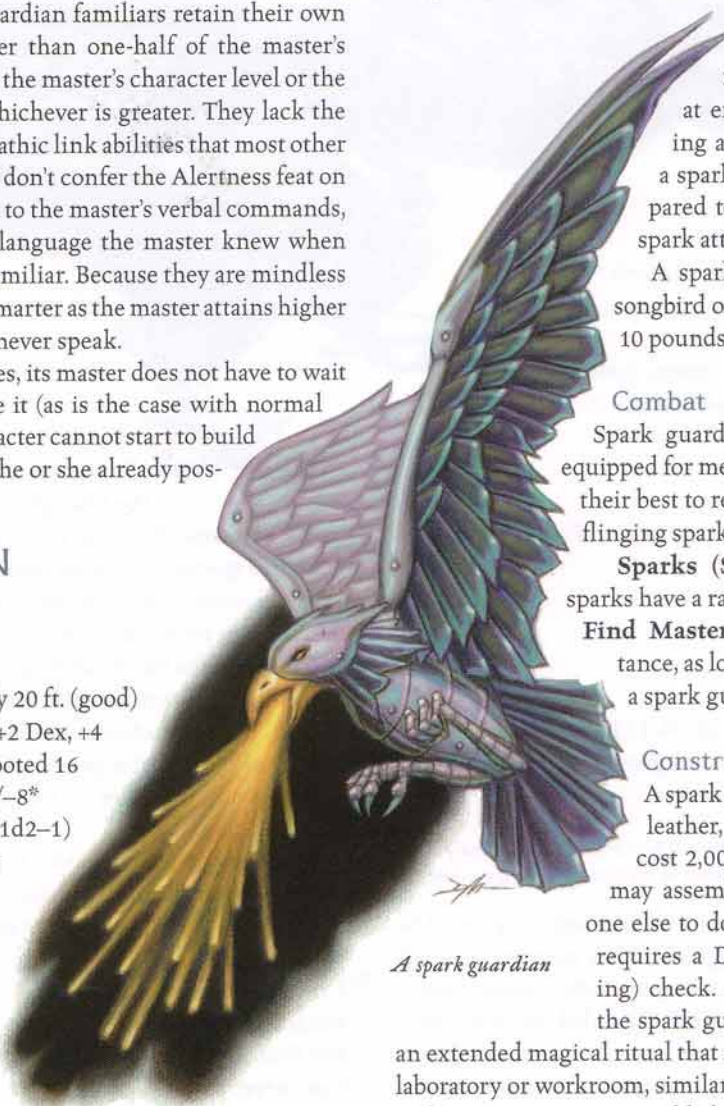 ardian familiars retain their own
er than one-half of the master's
the master's character level or the
hichever is greater. They lack the
athic link abilities that most other
don't confer the Alertness feat on
to the master's verbal commands,
language the master knew when
miliar. Because they are mindless
marter as the master attains higher
never speak.
es, its master does not have to wait
e it (as is the case with normal
acter cannot start to build
he or she already pos-
N
y 20 ft. (good)
+2 Dex, +4
ooted 16
/–8*
1d2–1)
at ex
ing a
a spark
pared to
spark att
A spark
songbird o
10 pounds
Combat
Spark guard
equipped for me
their best to re
flinging spark
Sparks (S
sparks have a ra
Find Master
tance, as lo
a spark gu
Constr
A spark
leather,
cost 2,00
may assem
one else to do
requires a D
ing) check.
the spark gu
an extended magical ritual that
laboratory or workroom, similar
A spark guardian